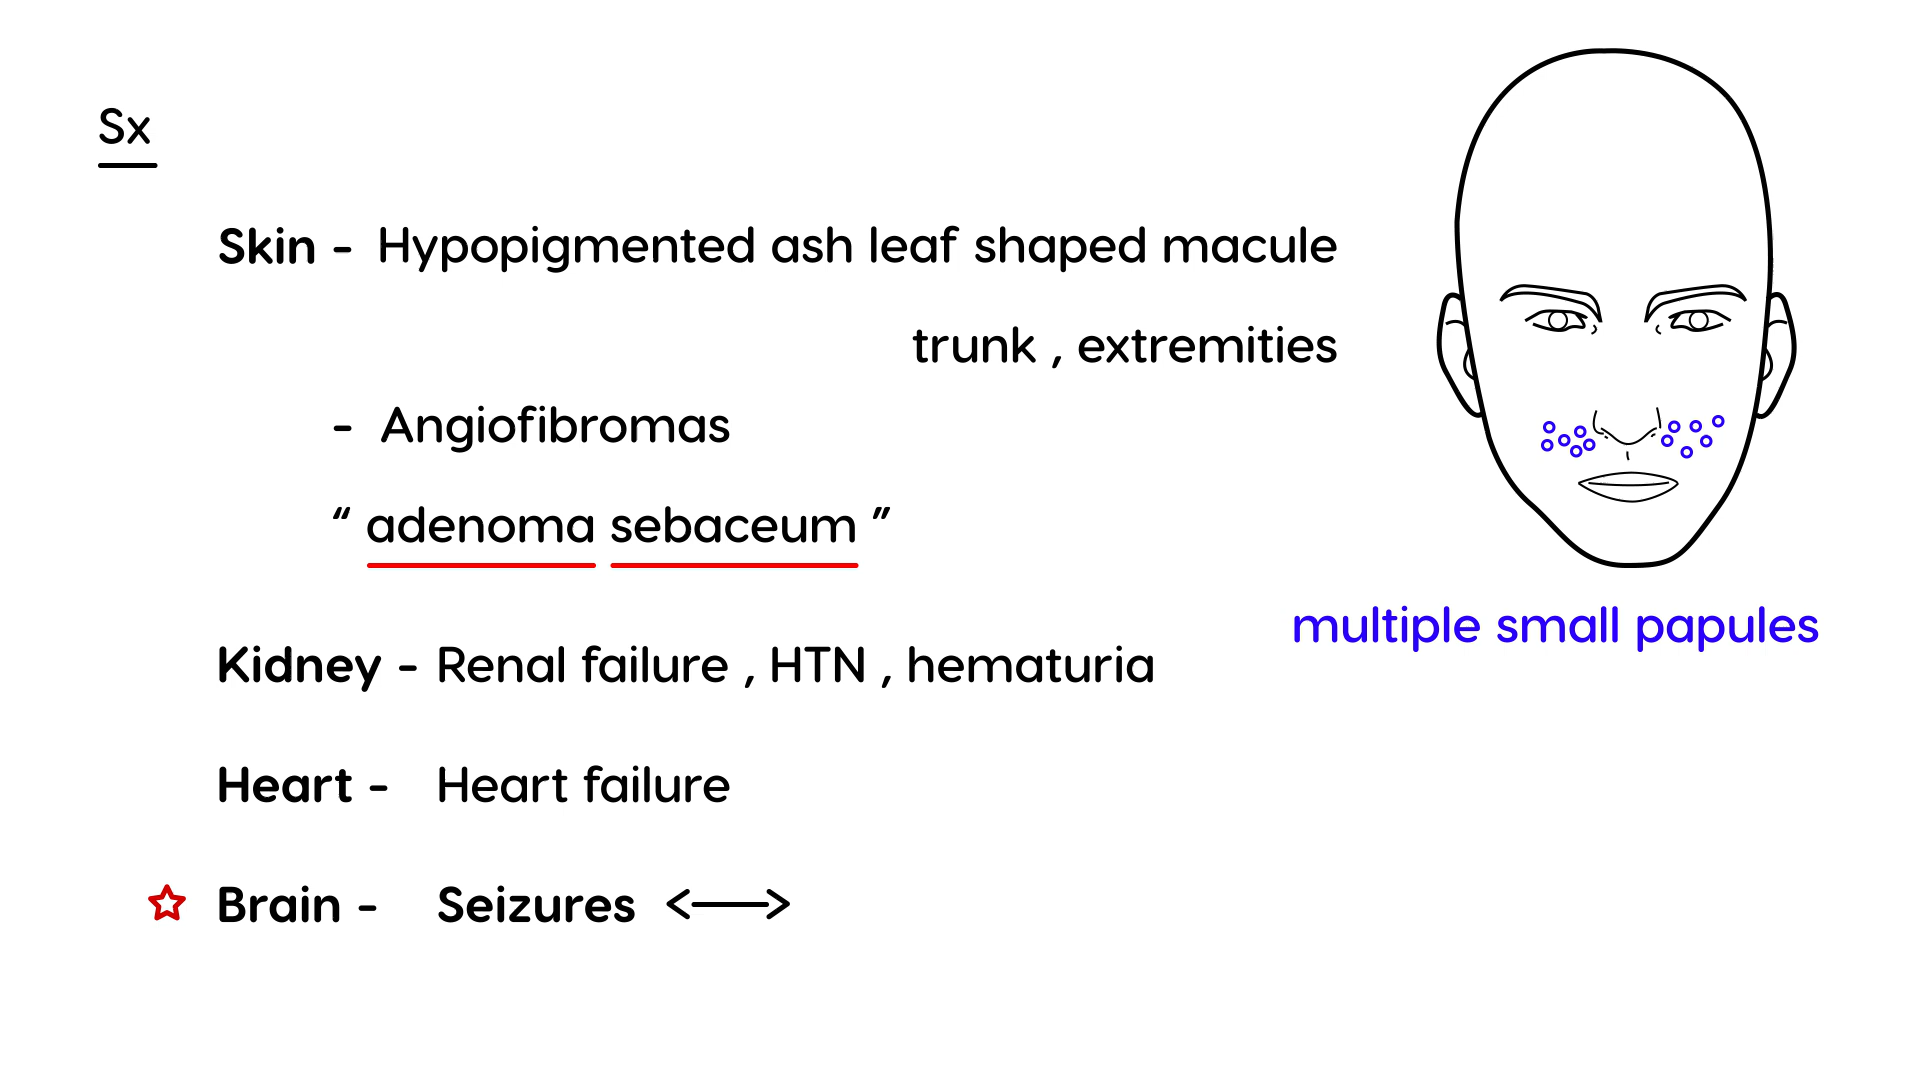 Sx
Skin - Hypopigmented ash leaf shaped macule
trunk , extremities
- Angiofibromas
“ adenoma sebaceum ”
multiple small papules
Kidney - Renal failure , HTN , hematuria
Heart - Heart failure
Brain - Seizures